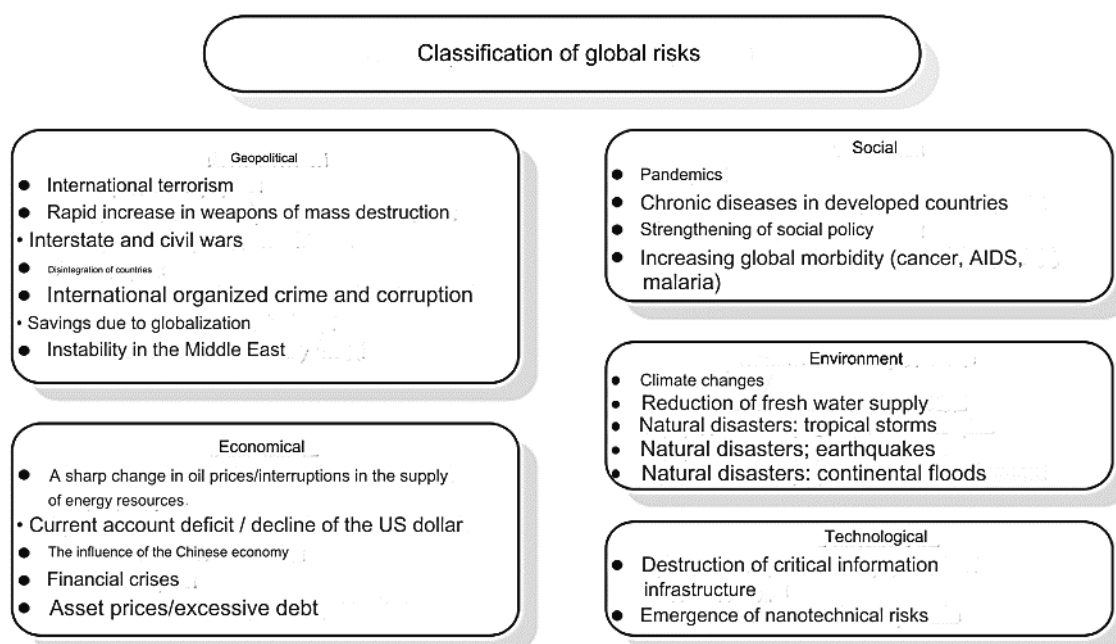 Classification of global risks
Geopolitical
● International terrorism
● Rapid increase in weapons of mass destruction
• Interstate and civil wars
● Disintegration of countries
● International organized crime and corruption
• Savings due to globalization
● Instability in the Middle East
Economical
● A sharp change in oil prices/interruptions in the supply
of energy resources
• Current account deficit / decline of the US dollar
● The influence of the Chinese economy
● Financial crises
● Asset prices/excessive debt
Social
● Pandemics
● Chronic diseases in developed countries
● Strengthening of social policy
● Increasing global morbidity (cancer, AIDS,
malaria)
Environment
● Climate changes
● Reduction of fresh water supply
● Natural disasters: tropical storms
● Natural disasters; earthquakes
● Natural disasters: continental floods
Technological
● Destruction of critical information
infrastructure
● Emergence of nanotechnical risks